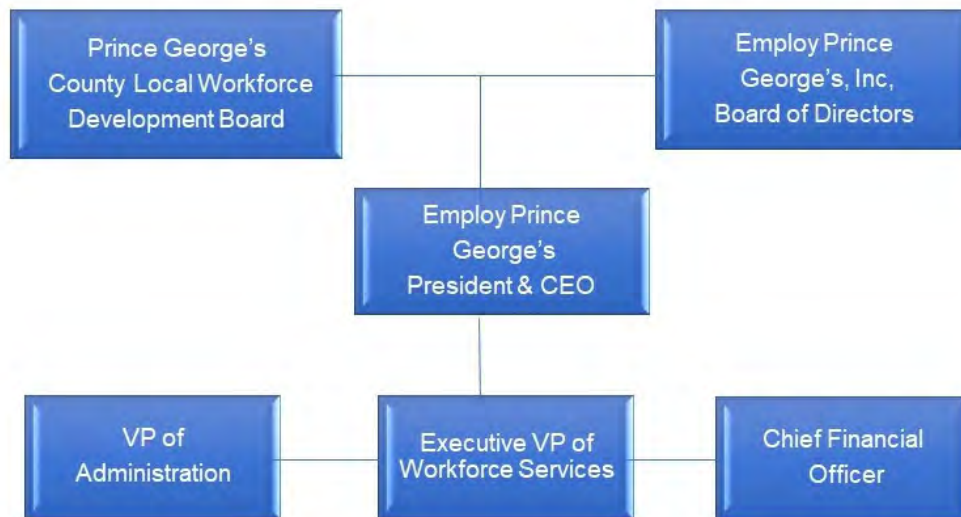 Prince George’s
County Local Workforce
Development Board
Employ Prince
George’s, Inc,
Board of Directors
Employ Prince
George’s
President & CEO
VP of
Administration
Executive VP of
Workforce Services
Chief Financial
Officer